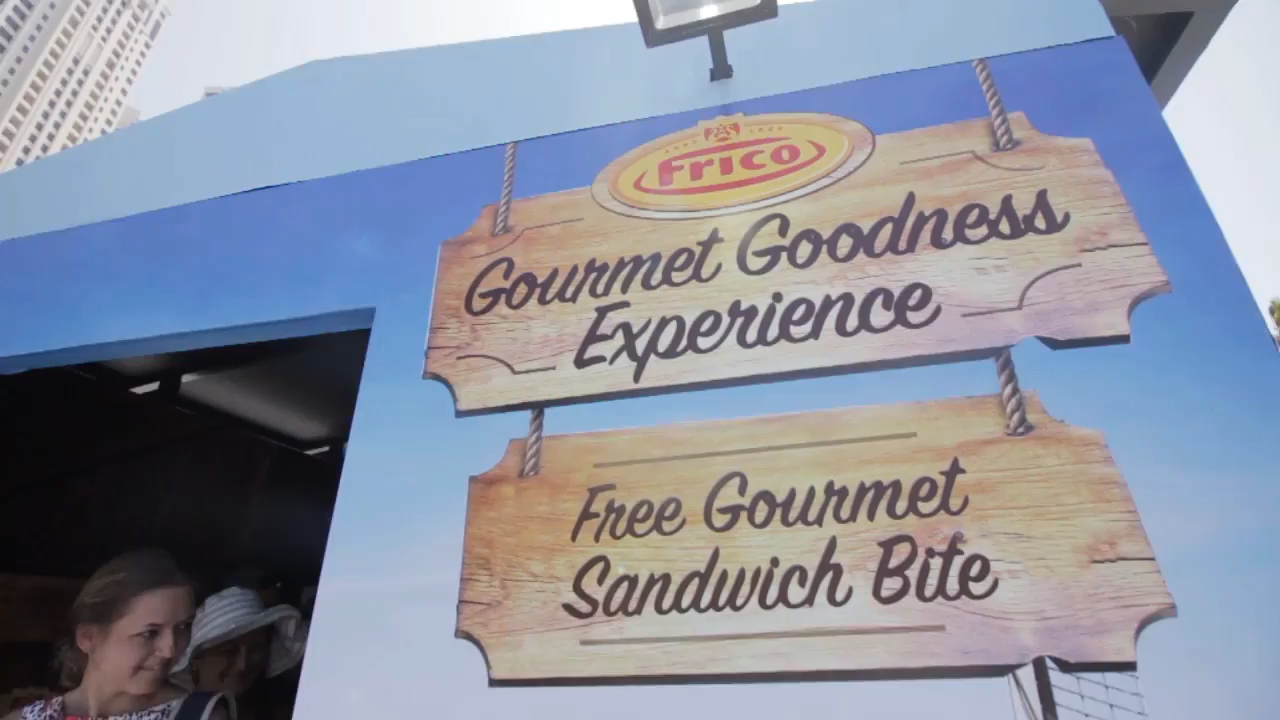 Frico
Gourmet Goodness
Experience
Free Gourmet
Sandwich Bite